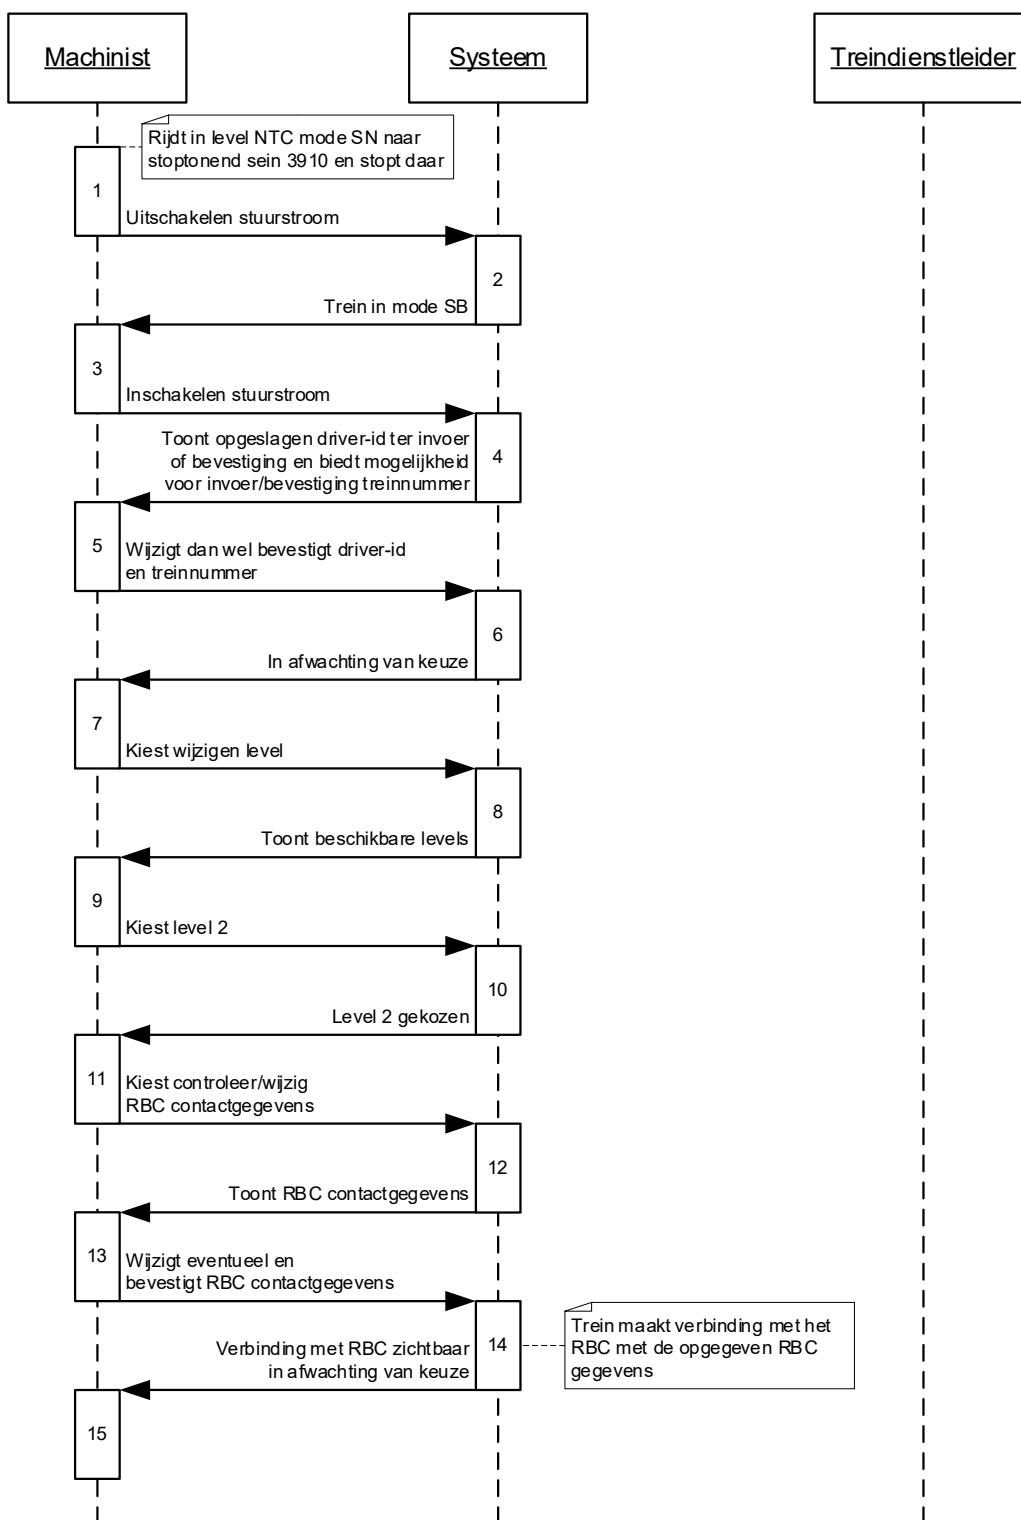 Machinist
Systeem
Treindienstleider
Rijdt in level NTC mode SN naar
stoptonend sein 3910 en stopt daar
1
Uitschakelen stuurstroom
2
Trein in mode SB
3
Inschakelen stuurstroom
Toont opgeslagen driver-id ter invoer
of bevestiging en biedt mogelijkheid
voor invoer/bevestiging treinnummer
4
5
Wijzigt dan wel bevestigt driver-id
en treinnummer
6
In afwachting van keuze
7
Kiest wijzigen level
8
Toont beschikbare levels
9
Kiest level 2
10
Level 2 gekozen
11
Kiest controleer/wijzig
RBC contactgegevens
12
Toont RBC contactgegevens
13
Wijzigt eventueel en
bevestigt RBC contactgegevens
14
Trein maakt verbinding met het
RBC met de opgegeven RBC
gegevens
Verbinding met RBC zichtbaar
in afwachting van keuze
15